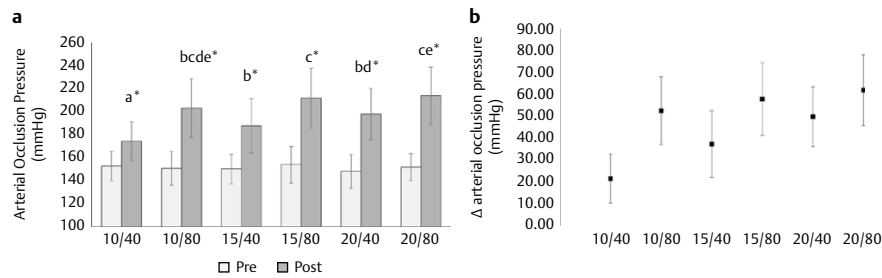 a
Arterial Occlusion Pressure
(mmHg)
260
240
220
200
180
160
140
120
100
a*
bcde*
b*
c*
bd*
ce*
10/40 10/80 15/40 15/80 20/40 20/80
Pre Post
b
Δ arterial occlusion pressure
(mmHg)
90.00
80.00
70.00
60.00
50.00
40.00
30.00
20.00
10.00
0.00
10/40 10/80 15/40 15/80 20/40 20/80